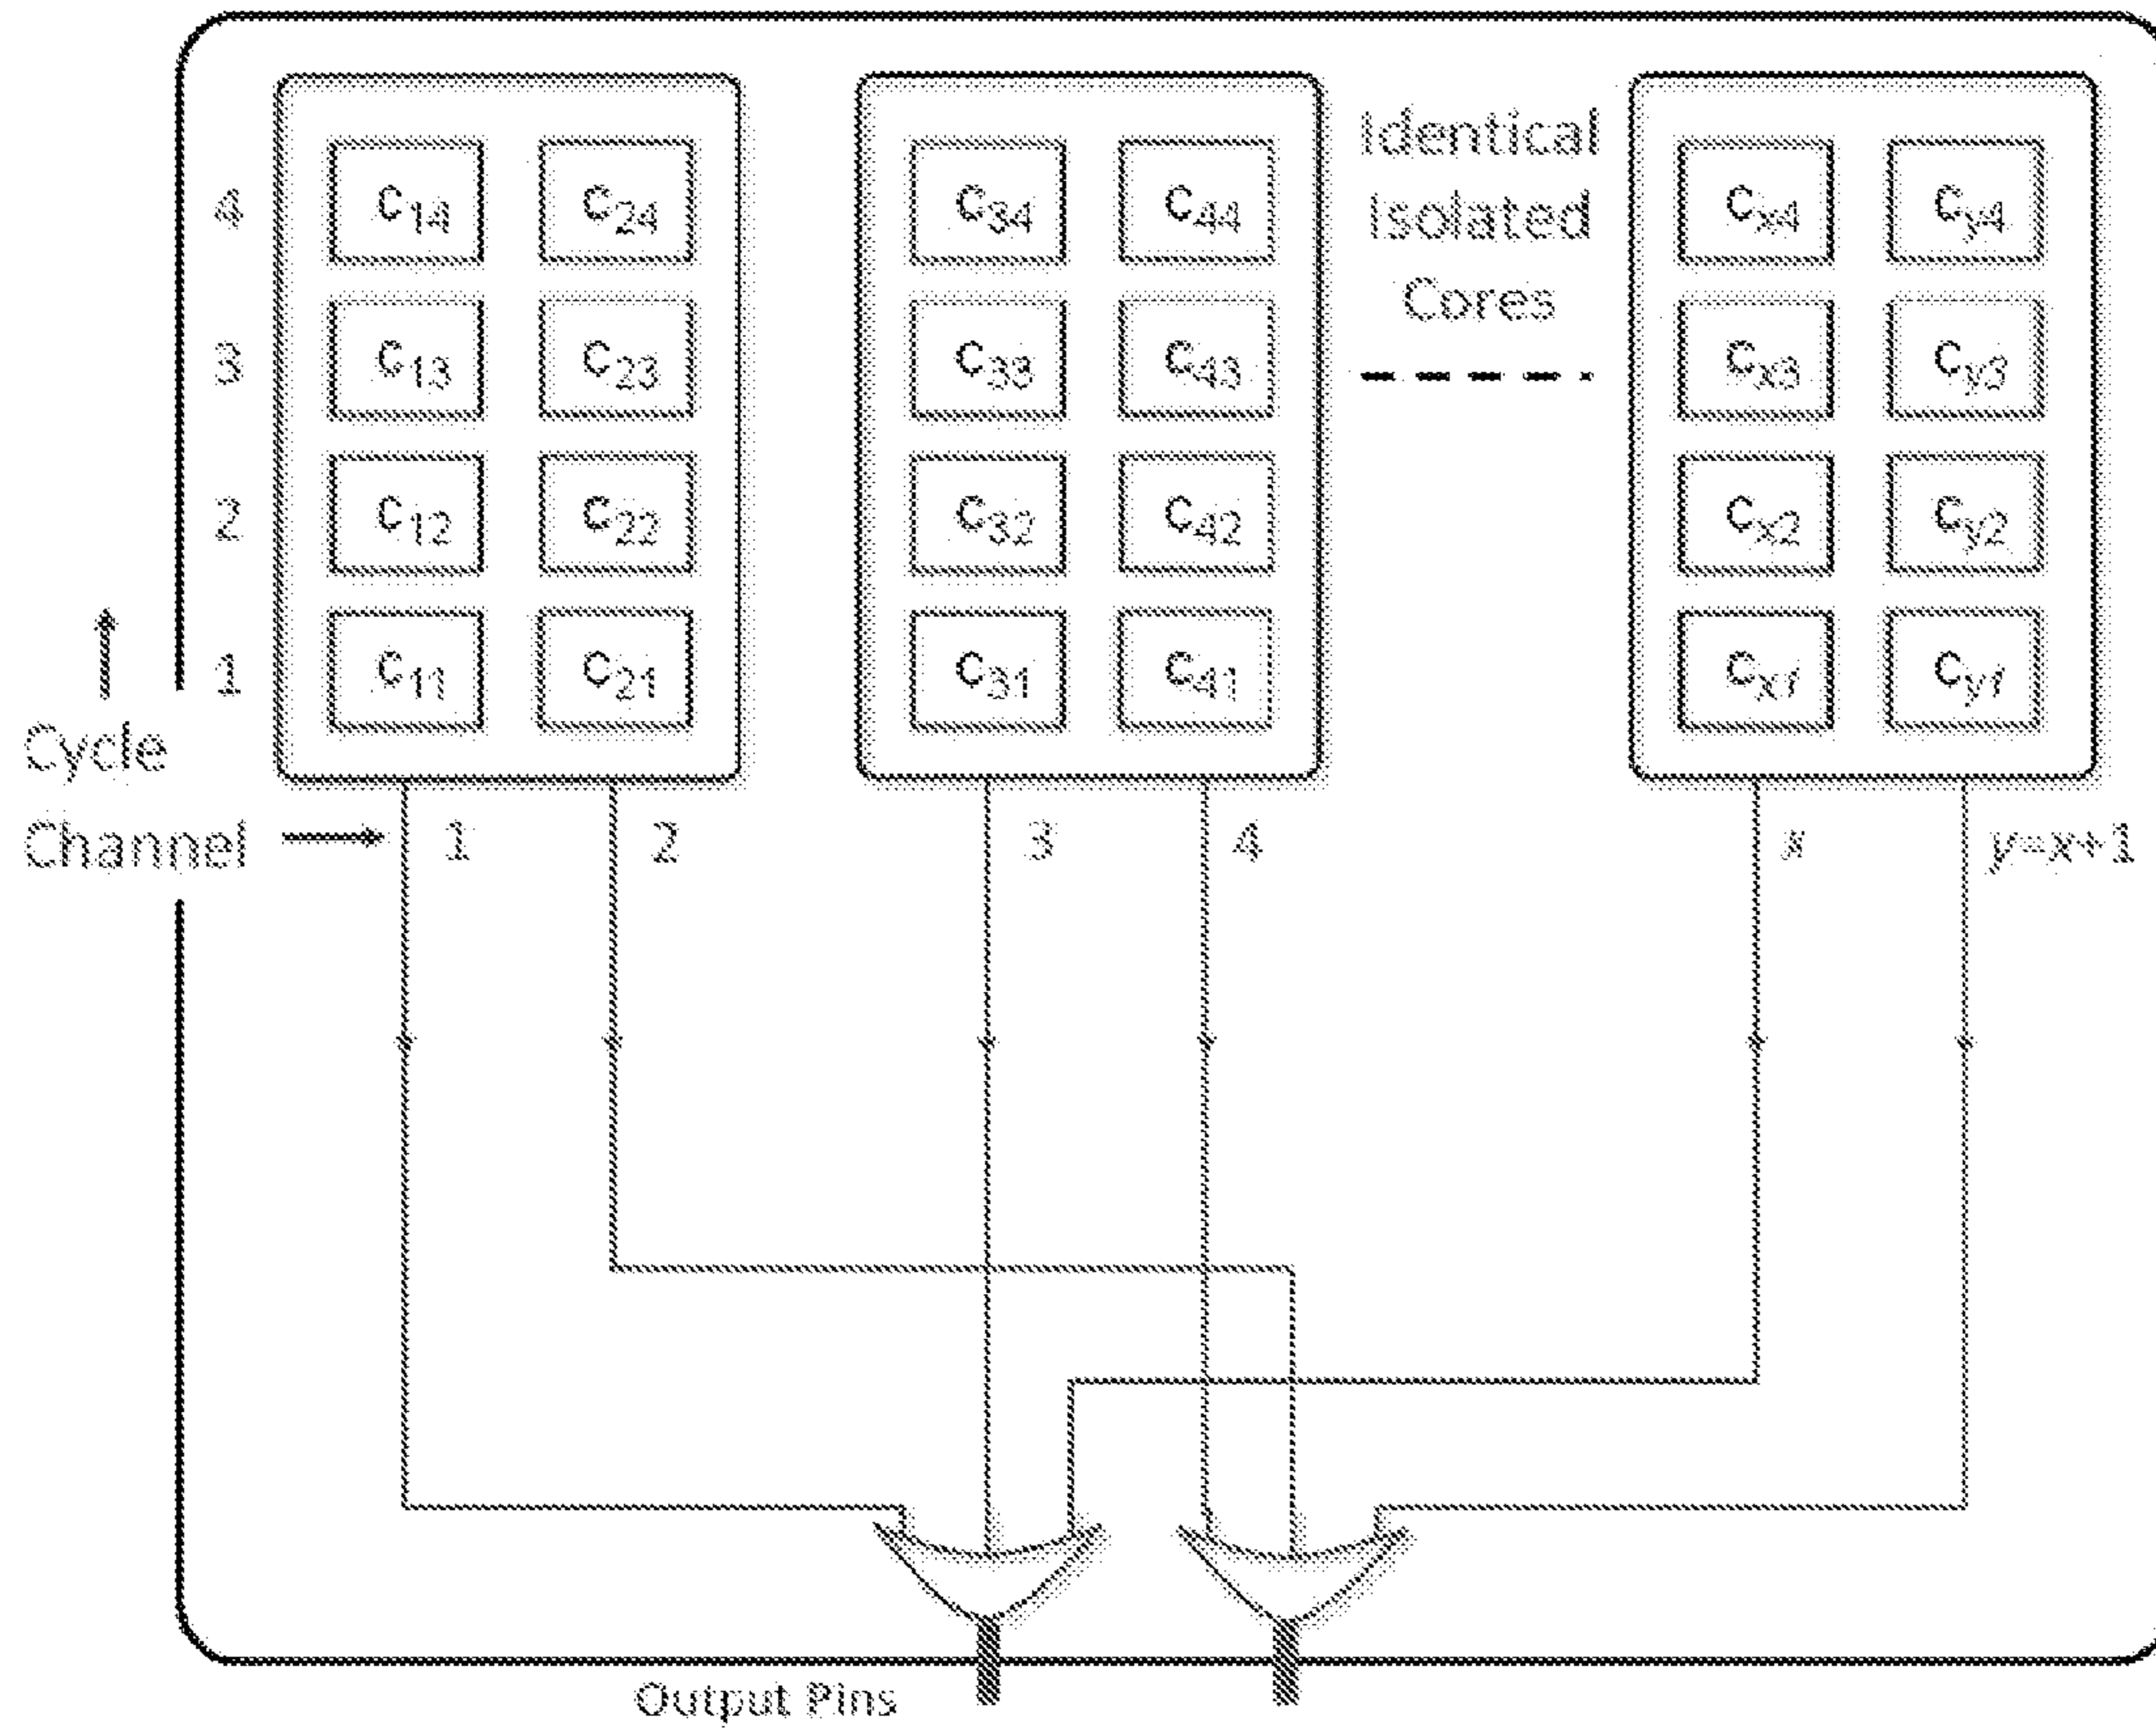 4 C14 C24 C34 C44 Cx4 Cy4
Identical
Isolated
Cores
3 C13 C23 C33 C43 Cx3 Cy3
2 C12 C22 C32 C42 Cx2 Cy2
1 C11 C21 C31 C41 Cx1 Cy1
Cycle
Channel 1 2 3 4 x y=x+1
Output Pins